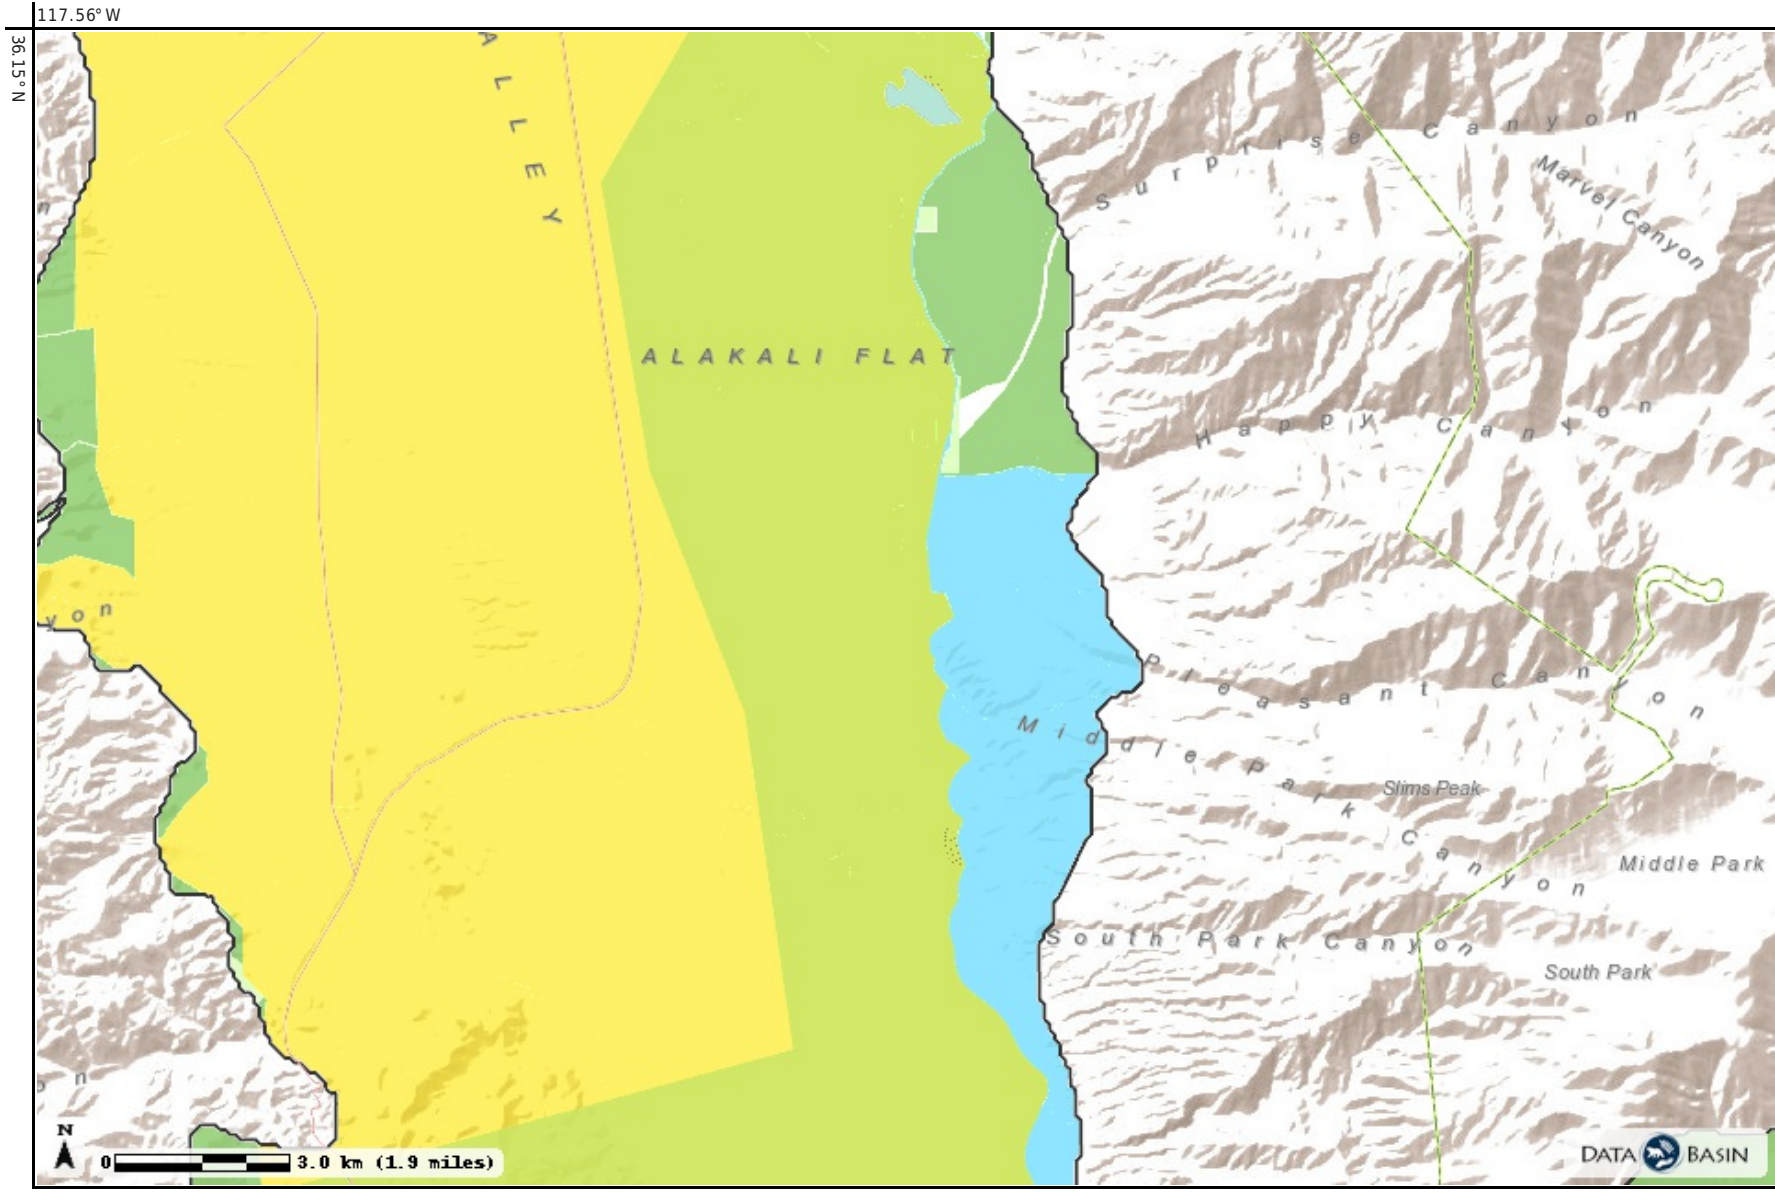 117.56° W
36.15° N
ALLEY
Surprise Canyon
Marvel Canyon
n
ALAKALI FLAT
Happy Canyon
yon
Pleasant Canyon
Middle Park Canyon
Slims Peak
Middle Park
South Park Canyon
South Park
on
N
0 3.0 km (1.9 miles)
DATA BASIN